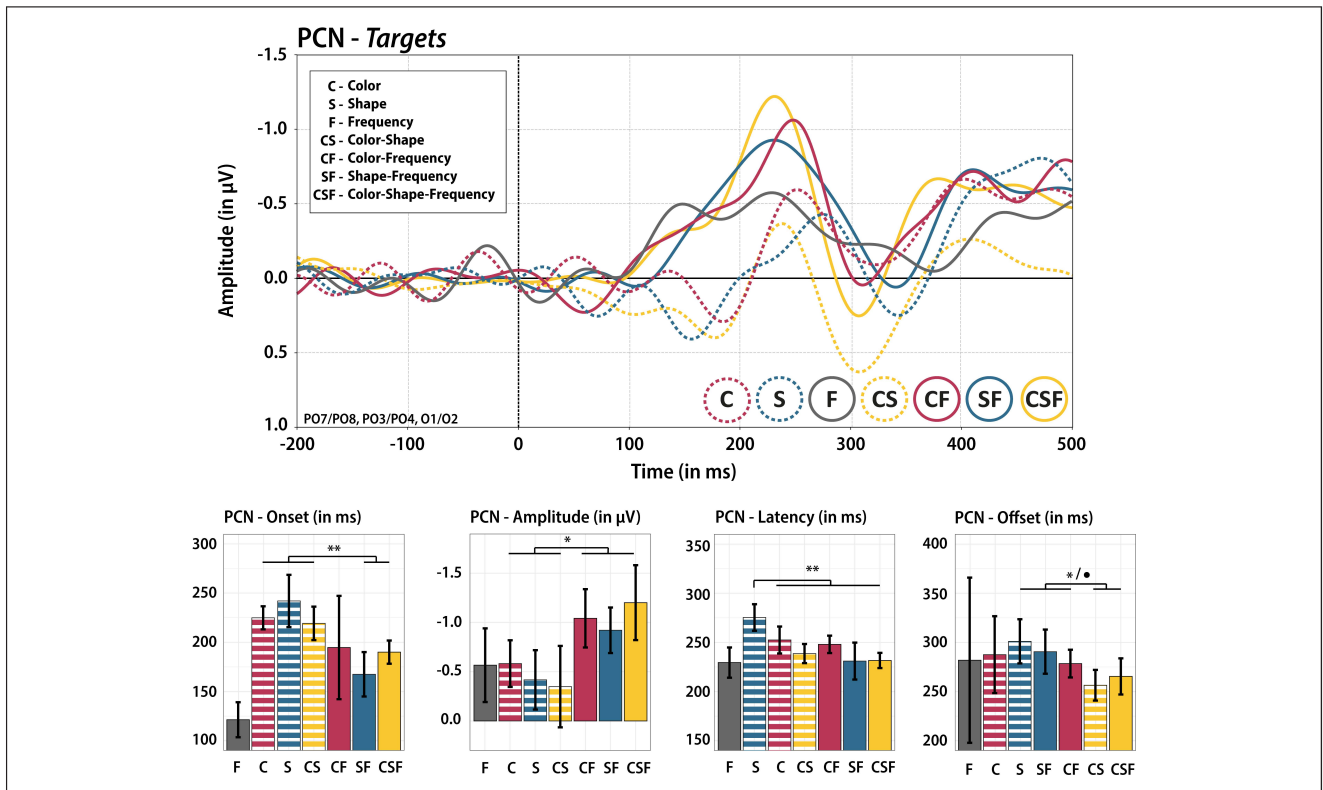 PCN - Targets
-1.5
-1.0
-0.5
0.0
0.5
1.0
Amplitude (in µV)
C - Color
S - Shape
F - Frequency
CS - Color-Shape
CF - Color-Frequency
SF - Shape-Frequency
CSF - Color-Shape-Frequency
C S F CS CF SF CSF
PO7/PO8, PO3/PO4, O1/O2
-200 -100 0 100 200 300 400 500
Time (in ms)
PCN - Onset (in ms)
300
250
200
150
100
**
F C S CS CF SF CSF
PCN - Amplitude (in µV)
-1.5
-1.0
-0.5
0.0
*
F C S CS CF SF CSF
PCN - Latency (in ms)
350
300
250
200
150
**
F S C CS CF SF CSF
PCN - Offset (in ms)
400
350
300
250
200
* / •
F C S SF CF CS CSF